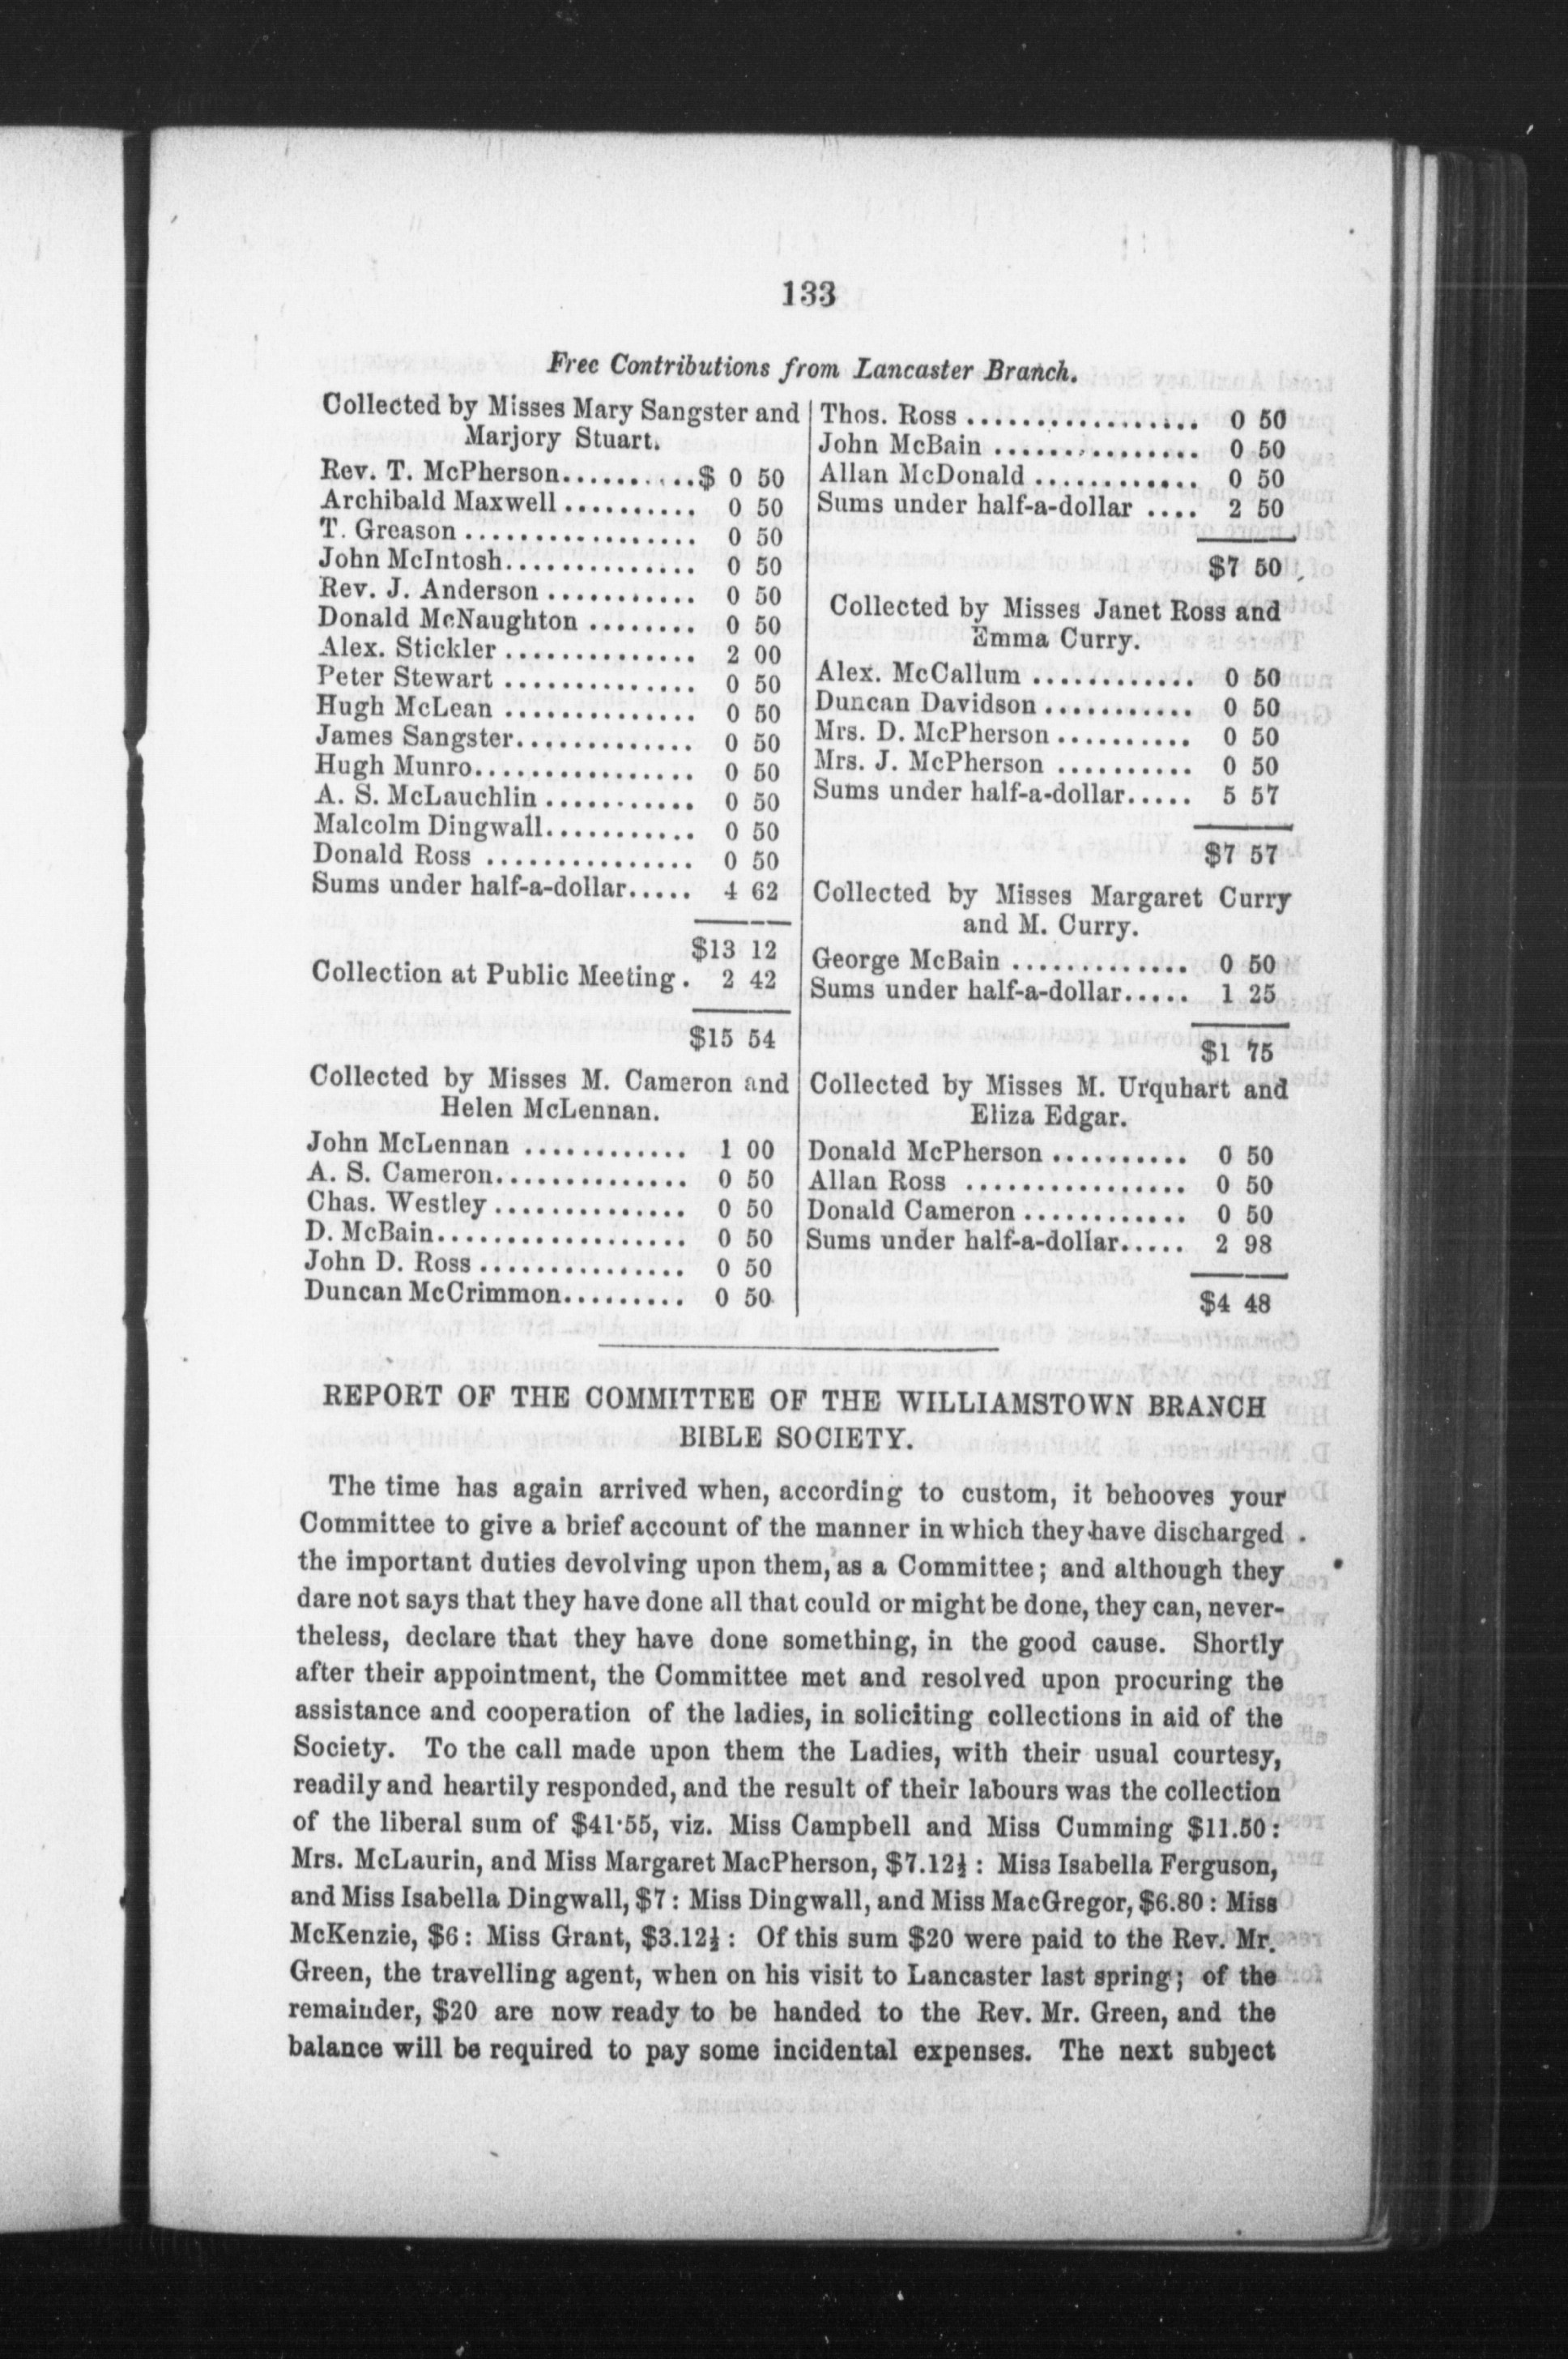 133
Free Contributions from Lancaster Branch.
Collected by Misses Mary Sangster and
Marjory Stuart.
Rev. T. McPherson...........$ 0 50
Archibald Maxwell .......... 0 50
T. Greason ................. 0 50
John McIntosh.............. 0 50
Rev. J. Anderson ........... 0 50
Donald McNaughton ........ 0 50
Alex. Stickler .............. 2 00
Peter Stewart .............. 0 50
Hugh McLean .............. 0 50
James Sangster............. 0 50
Hugh Munro................ 0 50
A. S. McLauchlin ........... 0 50
Malcolm Dingwall........... 0 50
Donald Ross ............... 0 50
Sums under half-a-dollar..... 4 62
$13 12
Collection at Public Meeting . 2 42
$15 54
Collected by Misses M. Cameron and
Helen McLennan.
John McLennan ............ 1 00
A. S. Cameron.............. 0 50
Chas. Westley .............. 0 50
D. McBain.................. 0 50
John D. Ross ............... 0 50
Duncan McCrimmon......... 0 50
Thos. Ross ................. 0 50
John McBain ............... 0 50
Allan McDonald ............ 0 50
Sums under half-a-dollar .... 2 50
$7 50
Collected by Misses Janet Ross and
Emma Curry.
Alex. McCallum ............ 0 50
Duncan Davidson ........... 0 50
Mrs. D. McPherson .......... 0 50
Mrs. J. McPherson .......... 0 50
Sums under half-a-dollar..... 5 57
$7 57
Collected by Misses Margaret Curry
and M. Curry.
George McBain ............. 0 50
Sums under half-a-dollar..... 1 25
$1 75
Collected by Misses M. Urquhart and
Eliza Edgar.
Donald McPherson .......... 0 50
Allan Ross ................ 0 50
Donald Cameron ............ 0 50
Sums under half-a-dollar..... 2 98
$4 48
REPORT OF THE COMMITTEE OF THE WILLIAMSTOWN BRANCH
BIBLE SOCIETY.
The time has again arrived when, according to custom, it behooves your
Committee to give a brief account of the manner in which they have discharged
the important duties devolving upon them, as a Committee; and although they
dare not says that they have done all that could or might be done, they can, never-
theless, declare that they have done something, in the good cause. Shortly
after their appointment, the Committee met and resolved upon procuring the
assistance and cooperation of the ladies, in soliciting collections in aid of the
Society. To the call made upon them the Ladies, with their usual courtesy,
readily and heartily responded, and the result of their labours was the collection
of the liberal sum of $41·55, viz. Miss Campbell and Miss Cumming $11.50:
Mrs. McLaurin, and Miss Margaret MacPherson, $7.12½ : Miss Isabella Ferguson,
and Miss Isabella Dingwall, $7 : Miss Dingwall, and Miss MacGregor, $6.80 : Miss
McKenzie, $6 : Miss Grant, $3.12½ : Of this sum $20 were paid to the Rev. Mr.
Green, the travelling agent, when on his visit to Lancaster last spring; of the
remainder, $20 are now ready to be handed to the Rev. Mr. Green, and the
balance will be required to pay some incidental expenses. The next subject